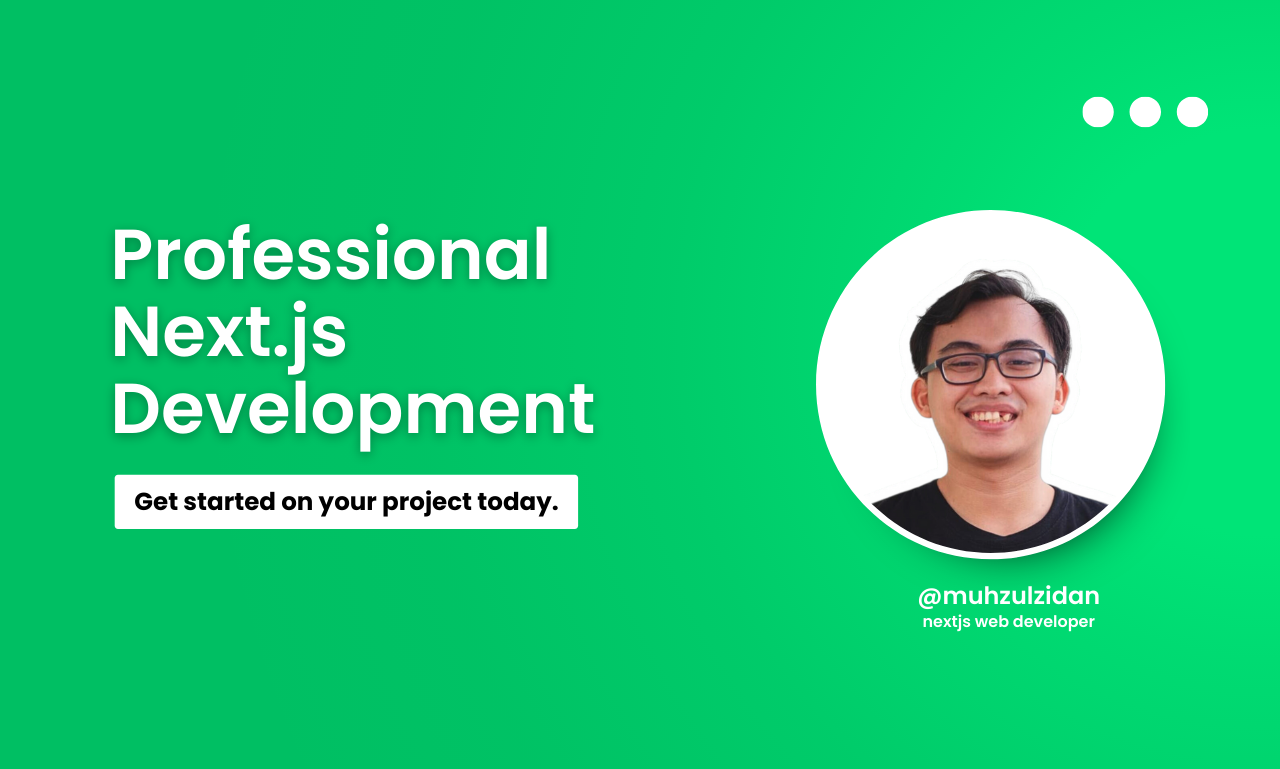 Professional
Next.js
Development
Get started on your project today.
@muhzulzidan
nextjs web developer